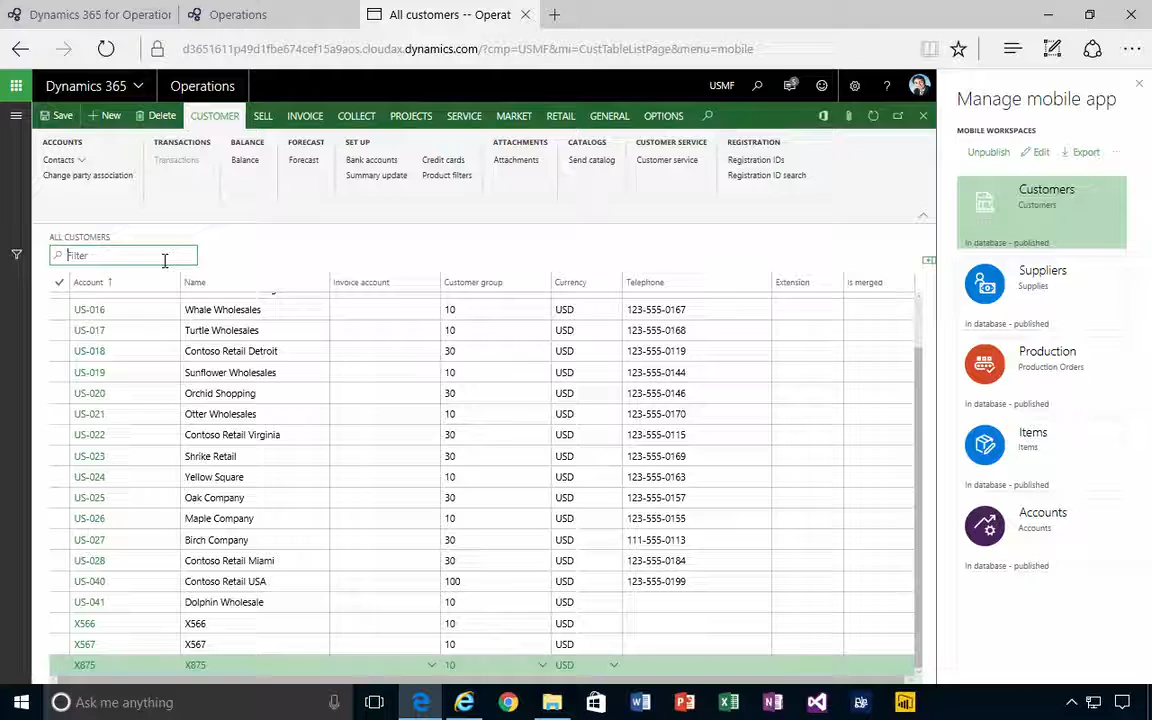 Dynamics 365 for Operation
Operations
All customers -- Operat
d3651611p49d1fbe674cef15a9aos.cloudax.dynamics.com/?cmp=USMF&mi=CustTableListPage&menu=mobile
Dynamics 365
Operations
USMF
Save
New
Delete
CUSTOMER
SELL
INVOICE
COLLECT
PROJECTS
SERVICE
MARKET
RETAIL
GENERAL
OPTIONS
ACCOUNTS
Contacts
Change party association
TRANSACTIONS
Transactions
BALANCE
Balance
FORECAST
Forecast
SET UP
Bank accounts
Summary update
Credit cards
Product filters
ATTACHMENTS
Attachments
CATALOGS
Send catalog
CUSTOMER SERVICE
Customer service
REGISTRATION
Registration IDs
Registration ID search
ALL CUSTOMERS
Filter
Account Name Invoice account Customer group Currency Telephone Extension Is merged
US-016 Whale Wholesales 10 USD 123-555-0167
US-017 Turtle Wholesales 10 USD 123-555-0168
US-018 Contoso Retail Detroit 30 USD 123-555-0119
US-019 Sunflower Wholesales 10 USD 123-555-0144
US-020 Orchid Shopping 30 USD 123-555-0146
US-021 Otter Wholesales 10 USD 123-555-0170
US-022 Contoso Retail Virginia 30 USD 123-555-0115
US-023 Shrike Retail 30 USD 123-555-0169
US-024 Yellow Square 10 USD 123-555-0163
US-025 Oak Company 30 USD 123-555-0157
US-026 Maple Company 10 USD 123-555-0155
US-027 Birch Company 30 USD 111-555-0113
US-028 Contoso Retail Miami 30 USD 123-555-0184
US-040 Contoso Retail USA 100 USD 123-555-0199
US-041 Dolphin Wholesale 10 USD
X566 X566 10 USD
X567 X567 10 USD
X875 X875 10 USD
Manage mobile app
MOBILE WORKSPACES
Unpublish
Edit
Export
Customers
Customers
In database - published
Suppliers
Supplies
In database - published
Production
Production Orders
In database - published
Items
Items
In database - published
Accounts
Accounts
In database - published
Ask me anything